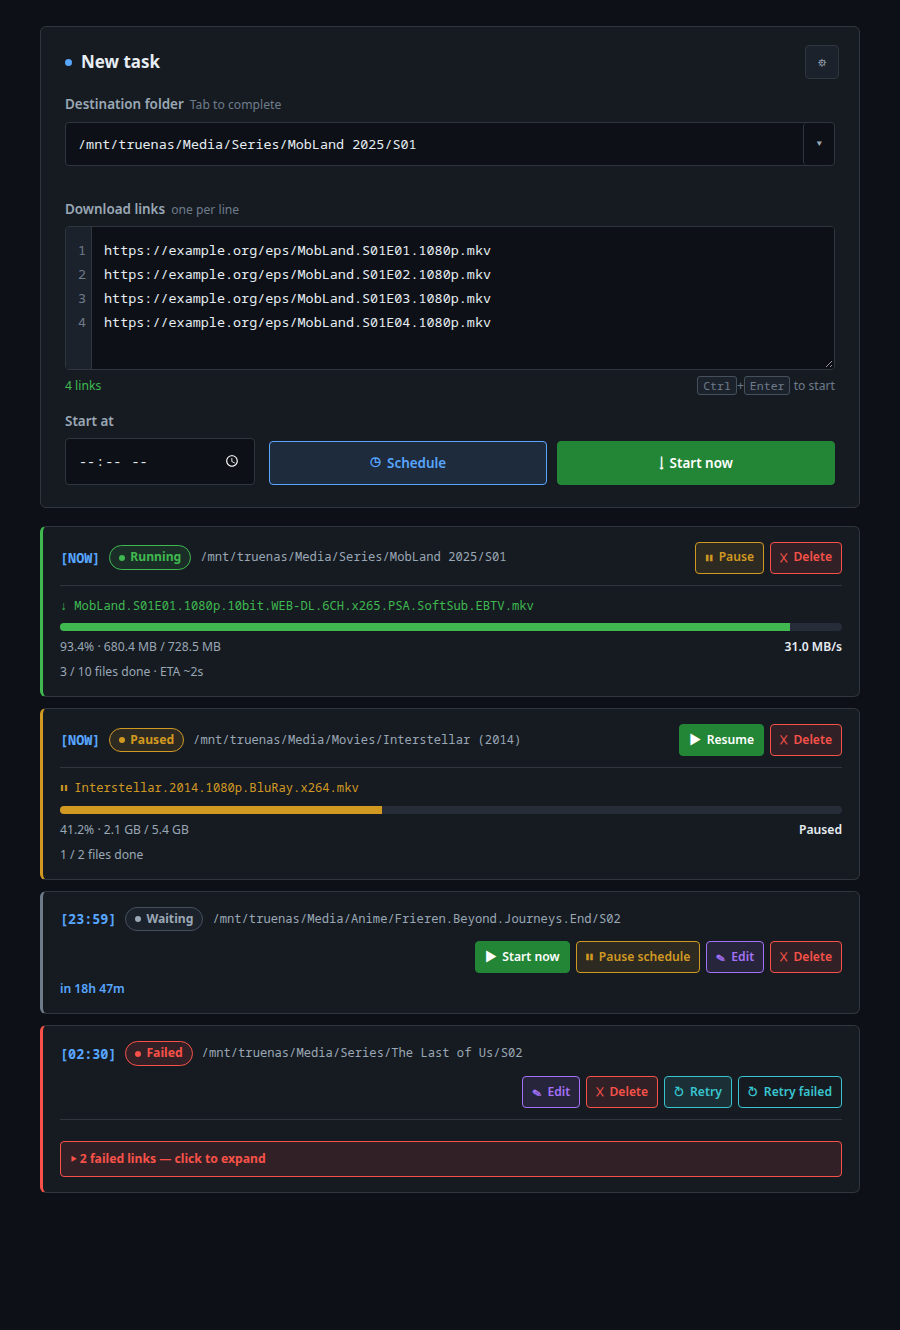 New task
Destination folder Tab to complete
/mnt/truenas/Media/Series/MobLand 2025/S01
Download links one per line
1 https://example.org/eps/MobLand.S01E01.1080p.mkv
2 https://example.org/eps/MobLand.S01E02.1080p.mkv
3 https://example.org/eps/MobLand.S01E03.1080p.mkv
4 https://example.org/eps/MobLand.S01E04.1080p.mkv
4 links Ctrl+Enter to start
Start at
--:-- -- Schedule Start now
[NOW] Running /mnt/truenas/Media/Series/MobLand 2025/S01 Pause Delete
↓ MobLand.S01E01.1080p.10bit.WEB-DL.6CH.x265.PSA.SoftSub.EBTV.mkv
93.4% · 680.4 MB / 728.5 MB 31.0 MB/s
3 / 10 files done · ETA ~2s
[NOW] Paused /mnt/truenas/Media/Movies/Interstellar (2014) Resume Delete
Interstellar.2014.1080p.BluRay.x264.mkv
41.2% · 2.1 GB / 5.4 GB Paused
1 / 2 files done
[23:59] Waiting /mnt/truenas/Media/Anime/Frieren.Beyond.Journeys.End/S02
Start now Pause schedule Edit Delete
in 18h 47m
[02:30] Failed /mnt/truenas/Media/Series/The Last of Us/S02
Edit Delete Retry Retry failed
2 failed links — click to expand